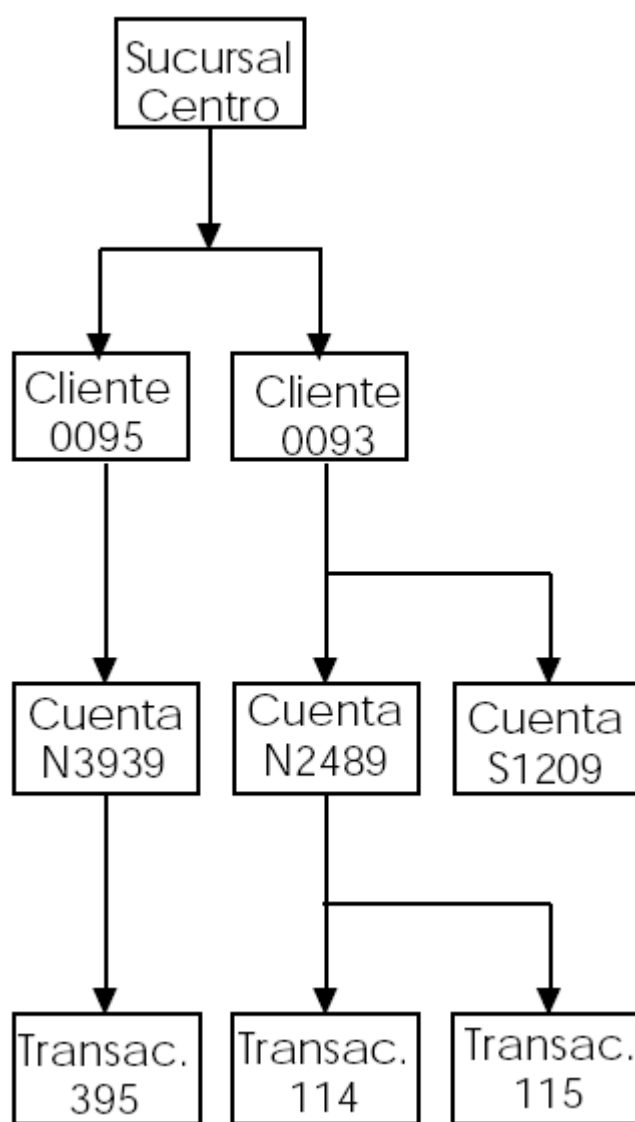 Sucursal
Centro
Cliente
0095
Cliente
0093
Cuenta
N3939
Cuenta
N2489
Cuenta
S1209
Transac.
395
Transac.
114
Transac.
115